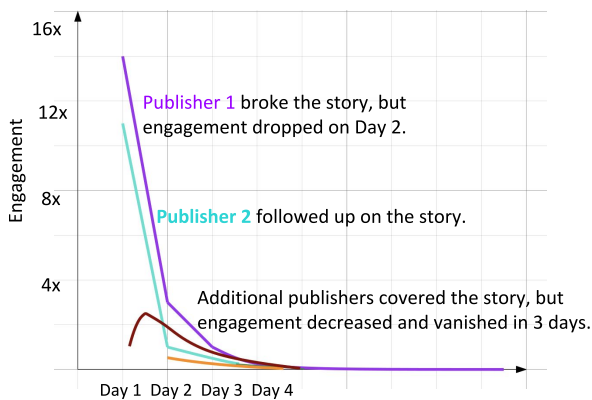 16x
Publisher 1 broke the story, but
engagement dropped on Day 2.
12x
Engagement
8x
Publisher 2 followed up on the story.
4x
Additional publishers covered the story, but
engagement decreased and vanished in 3 days.
Day 1 Day 2 Day 3 Day 4